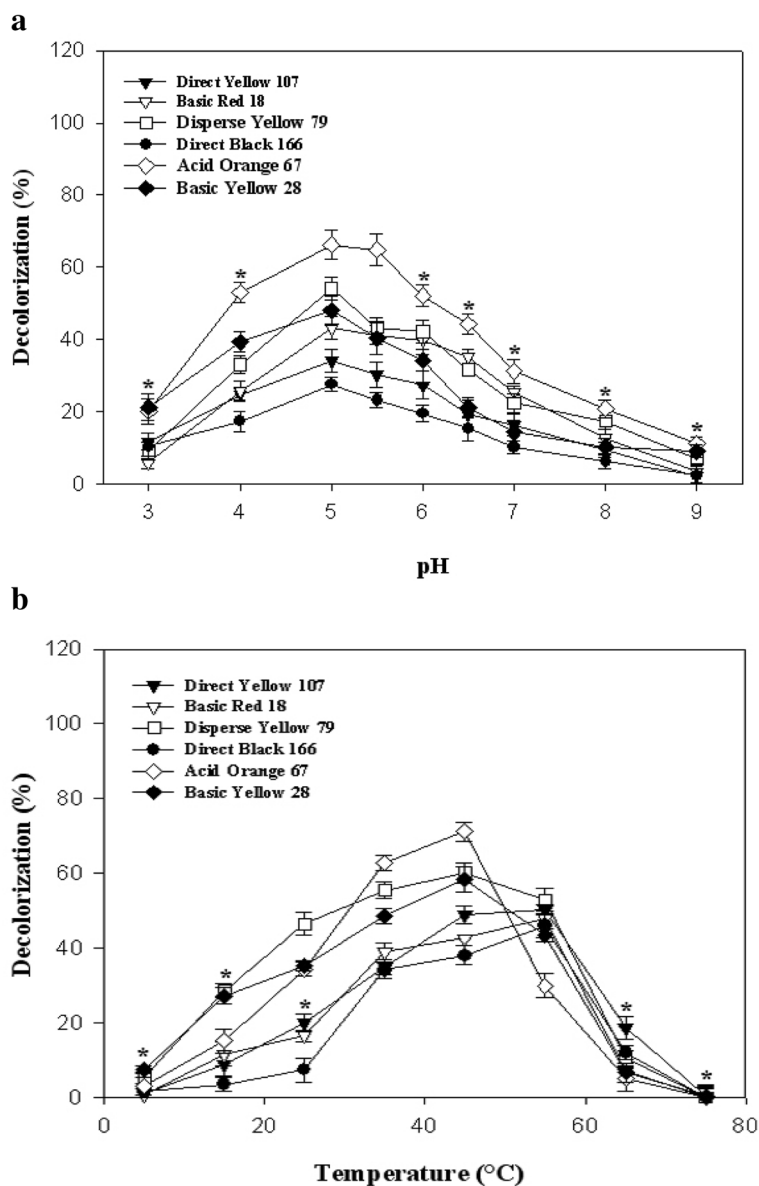 a
120
100
80
60
40
20
0
Decolorization (%)
Direct Yellow 107
Basic Red 18
Disperse Yellow 79
Direct Black 166
Acid Orange 67
Basic Yellow 28
* * * * * * *
3 4 5 6 7 8 9
pH
b
120
100
80
60
40
20
0
Decolorization (%)
Direct Yellow 107
Basic Red 18
Disperse Yellow 79
Direct Black 166
Acid Orange 67
Basic Yellow 28
* * * * *
0 20 40 60 80
Temperature (°C)